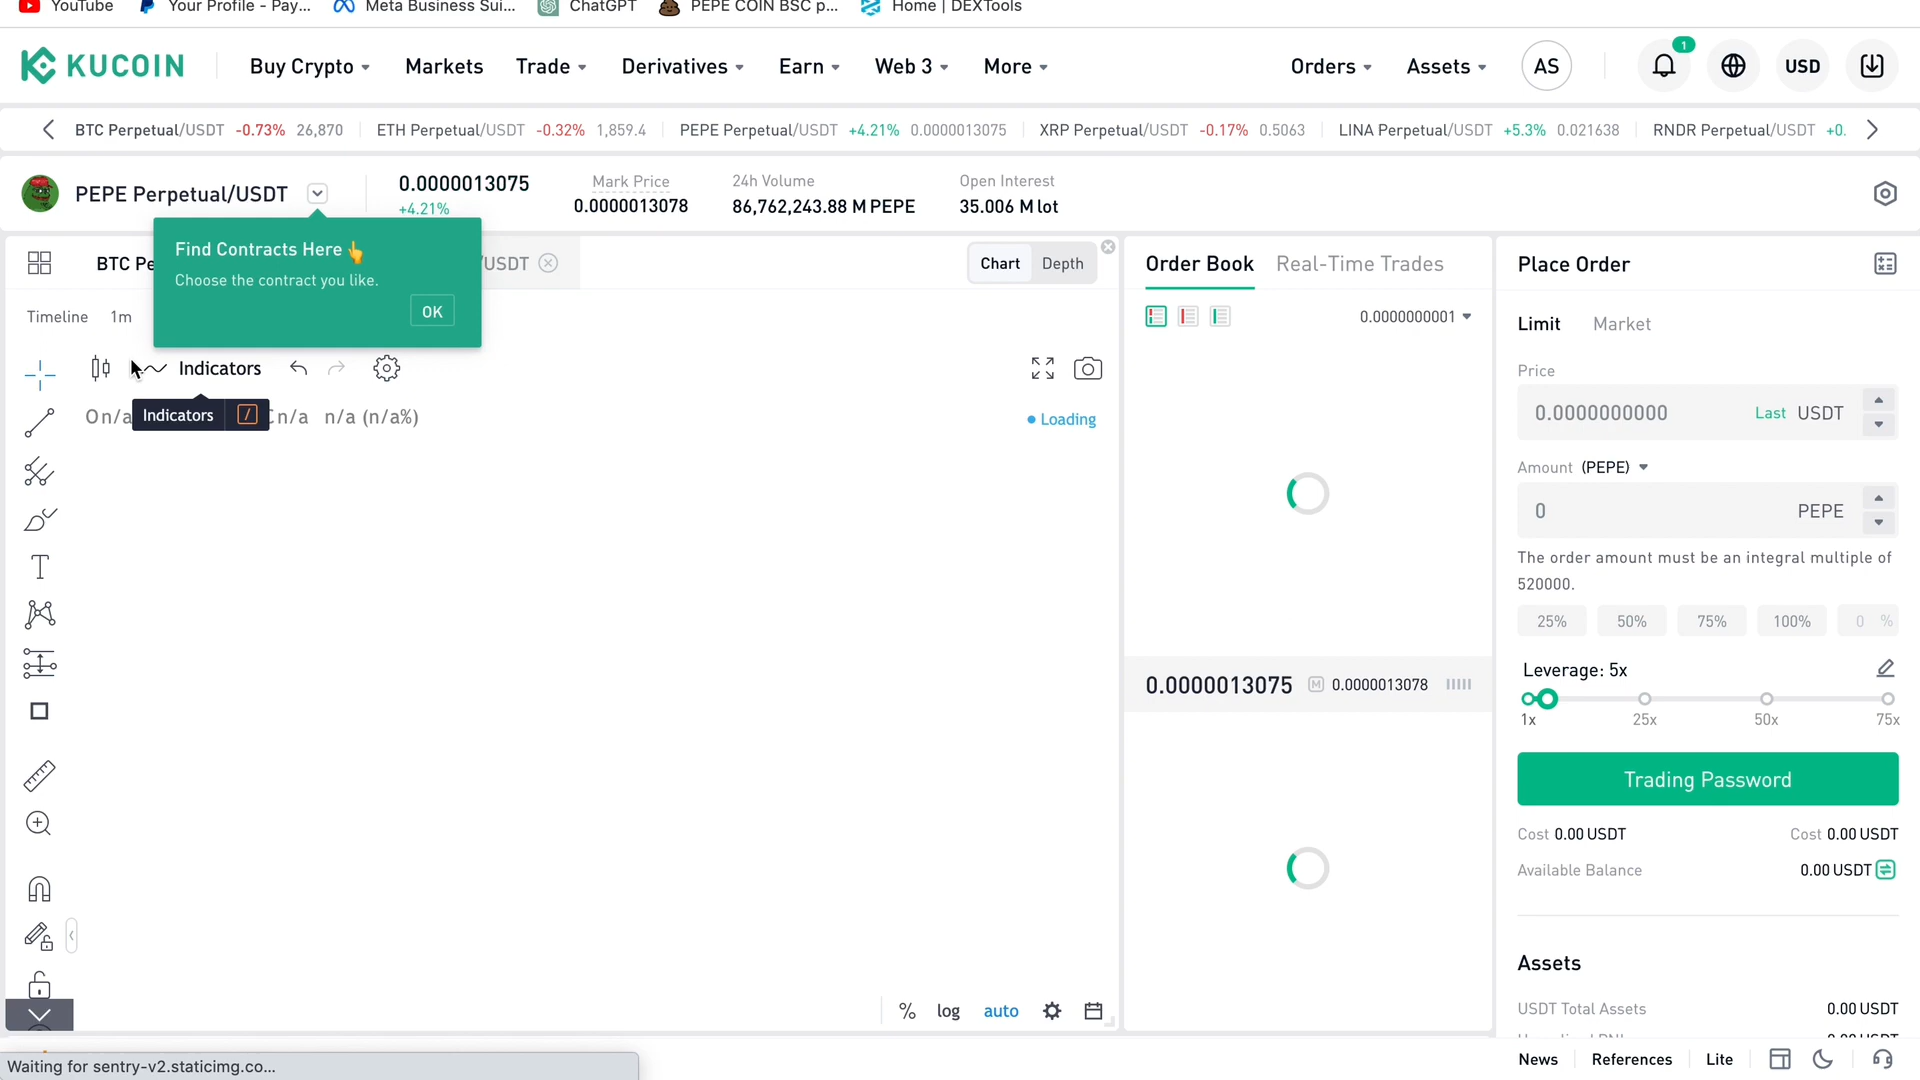 YouTube Your Profile - Pay... Meta Business Sui... ChatGPT PEPE COIN BSC p... Home | DEXTools
KUCOIN Buy Crypto Markets Trade Derivatives Earn Web 3 More Orders Assets AS 1 USD
BTC Perpetual/USDT -0.73% 26,870 ETH Perpetual/USDT -0.32% 1,859.4 PEPE Perpetual/USDT +4.21% 0.0000013075 XRP Perpetual/USDT -0.17% 0.5063 LINA Perpetual/USDT +5.3% 0.021638 RNDR Perpetual/USDT +0.
PEPE Perpetual/USDT 0.0000013075 Mark Price 24h Volume Open Interest
+4.21% 0.0000013078 86,762,243.88 M PEPE 35.006 M lot
Find Contracts Here
Choose the contract you like.
OK
BTC Pe /USDT Chart Depth
Timeline 1m
Indicators
Indicators /
O n/a C n/a n/a (n/a%) Loading
% log auto
Order Book Real-Time Trades
0.0000000001
0.0000013075 M 0.0000013078
Place Order
Limit Market
Price
0.0000000000 Last USDT
Amount (PEPE)
0 PEPE
The order amount must be an integral multiple of
520000.
25% 50% 75% 100% 0 %
Leverage: 5x
1x 25x 50x 75x
Trading Password
Cost 0.00 USDT Cost 0.00 USDT
Available Balance 0.00 USDT
Assets
USDT Total Assets 0.00 USDT
Waiting for sentry-v2.staticimg.co...
News References Lite